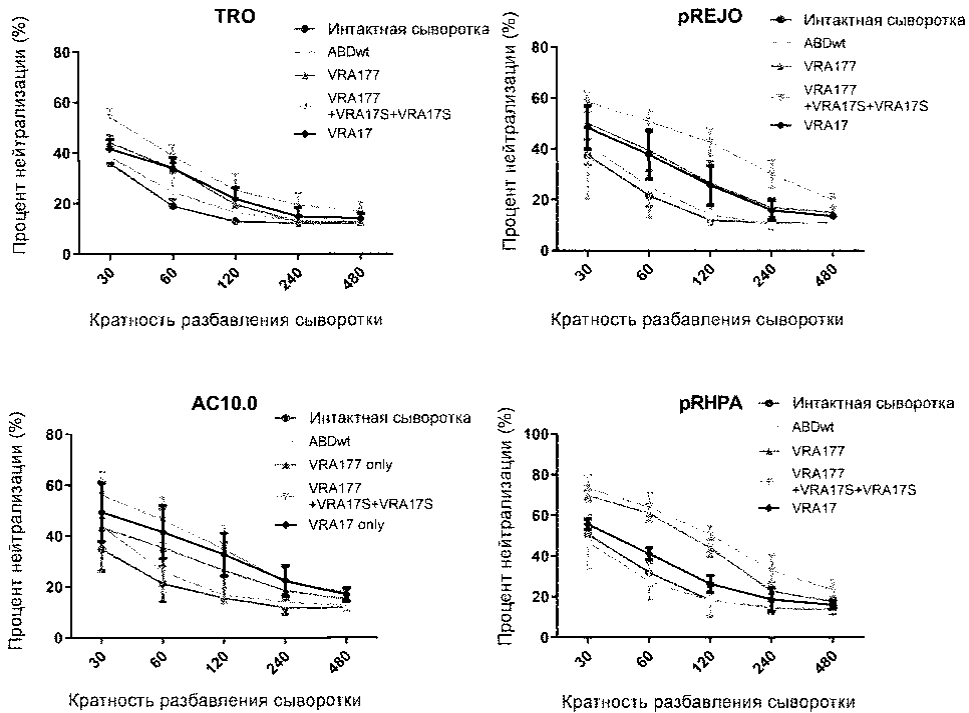 TRO
Процент нейтрализации (%)
80
60
40
20
0
30
60
120
240
480
Кратность разбавления сыворотки
Интактная сыворотка
ABDwt
VRA177
VRA177
+VRA17S+VRA17S
VRA17
pREJO
Процент нейтрализации (%)
80
60
40
20
0
30
60
120
240
480
Кратность разбавления сыворотки
Интактная сыворотка
ABDwt
VRA177
VRA177
+VRA17S+VRA17S
VRA17
AC10.0
Процент нейтрализации (%)
80
60
40
20
0
30
60
120
240
480
Кратность разбавления сыворотки
Интактная сыворотка
ABDwt
VRA177 only
VRA177
+VRA17S+VRA17S
VRA17 only
pRHPA
Процент нейтрализации (%)
100
80
60
40
20
0
30
60
120
240
480
Кратность разбавления сыворотки
Интактная сыворотка
ABDwt
VRA177
VRA177
+VRA17S+VRA17S
VRA17